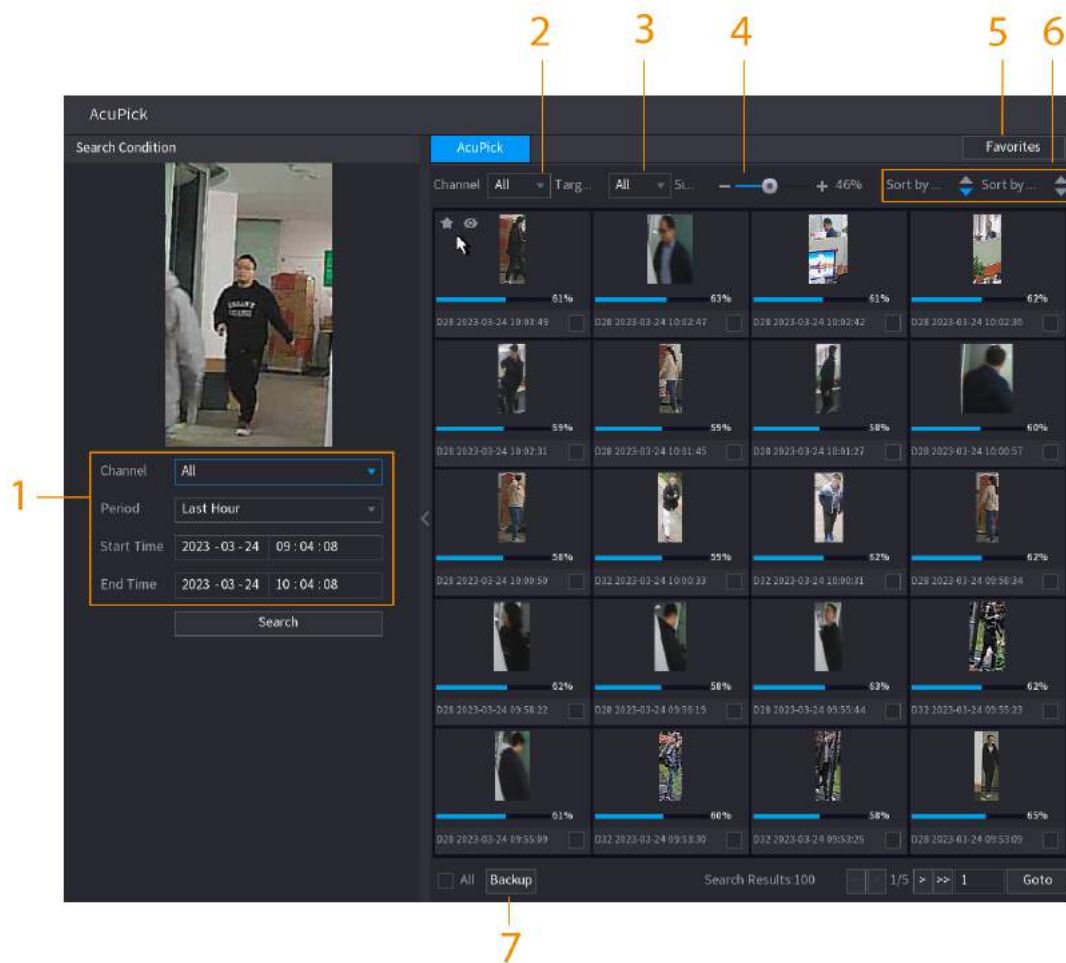 2 3 4 5 6
AcuPick
Search Condition
AcuPick
Favorites
Channel All Targ... All Si... 46% Sort by ... Sort by ...
61% 63% 61% 62%
D28 2023-03-24 10:03:49 D28 2023-03-24 10:02:47 D28 2023-03-24 10:02:42 D28 2023-03-24 10:02:36
59% 59% 58% 60%
D28 2023-03-24 10:02:31 D28 2023-03-24 10:01:45 D28 2023-03-24 10:01:27 D28 2023-03-24 10:00:57
58% 59% 62% 62%
D28 2023-03-24 10:00:50 D32 2023-03-24 10:00:33 D32 2023-03-24 10:00:31 D28 2023-03-24 09:58:34
62% 58% 63% 62%
D28 2023-03-24 09:58:22 D28 2023-03-24 09:56:19 D28 2023-03-24 09:55:44 D32 2023-03-24 09:55:23
61% 60% 58% 65%
D28 2023-03-24 09:55:09 D32 2023-03-24 09:53:30 D32 2023-03-24 09:53:26 D28 2023-03-24 09:53:09
1
Channel All
Period Last Hour
Start Time 2023 -03 -24 09 : 04 : 08
End Time 2023 -03 -24 10 : 04 : 08
Search
All Backup Search Results:100 1/5 > >> 1 Goto
7